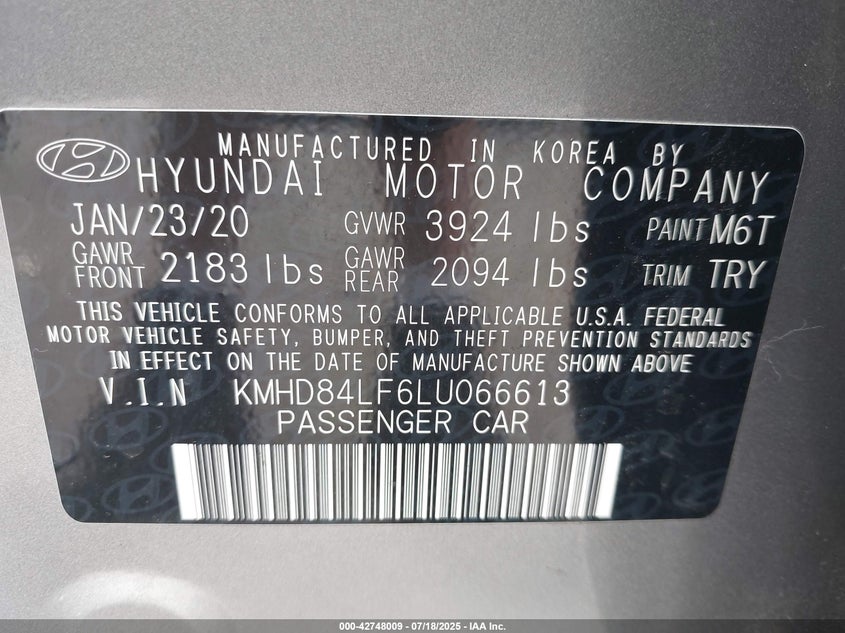 MANUFACTURED IN KOREA BY
HYUNDAI MOTOR COMPANY
JAN/23/20 GVWR 3924 lbs PAINT M6T
GAWR FRONT 2183 lbs GAWR REAR 2094 lbs TRIM TRY
THIS VEHICLE CONFORMS TO ALL APPLICABLE U.S.A. FEDERAL
MOTOR VEHICLE SAFETY, BUMPER, AND THEFT PREVENTION STANDARDS
IN EFFECT ON THE DATE OF MANUFACTURE SHOWN ABOVE
V.I.N KMHD84LF6LU066613
PASSENGER CAR
000-42748009 - 07/18/2025 - IAA Inc.